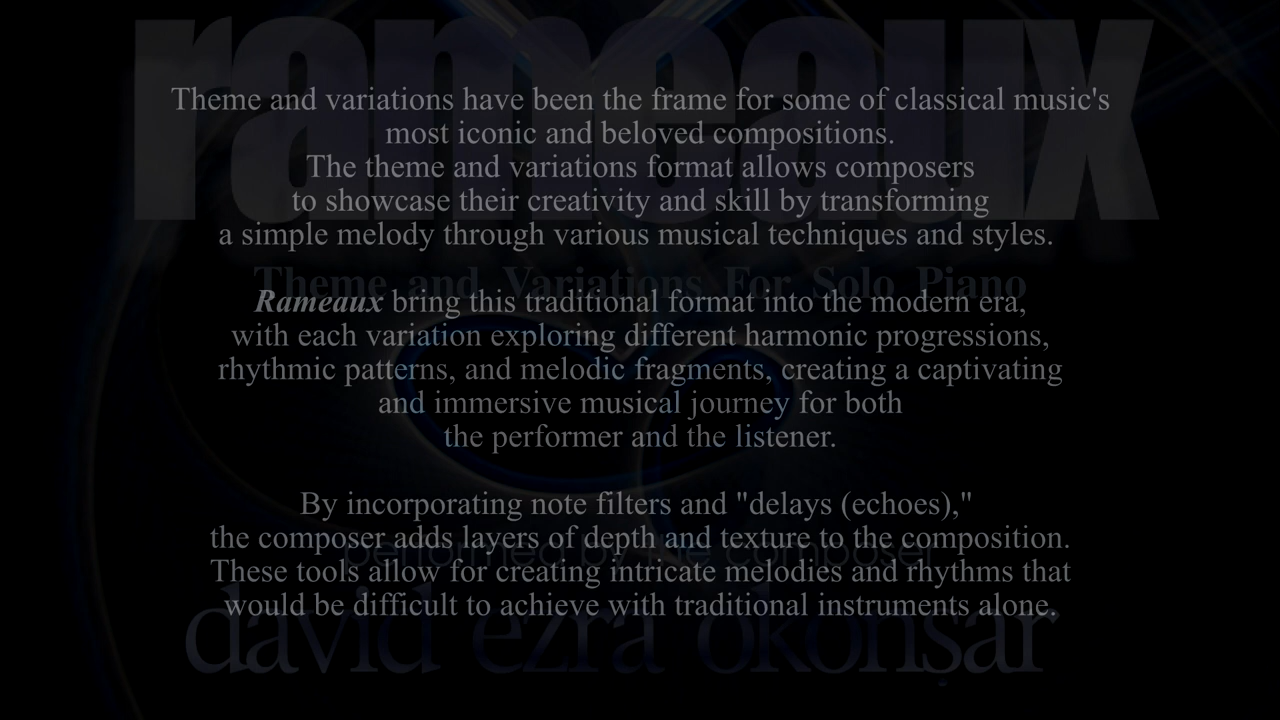 rameaux
Theme and variations have been the frame for some of classical music's
most iconic and beloved compositions.
The theme and variations format allows composers
to showcase their creativity and skill by transforming
a simple melody through various musical techniques and styles.
Theme and Variations For Solo Piano
Rameaux bring this traditional format into the modern era,
with each variation exploring different harmonic progressions,
rhythmic patterns, and melodic fragments, creating a captivating
and immersive musical journey for both
the performer and the listener.
By incorporating note filters and "delays (echoes),"
the composer adds layers of depth and texture to the composition.
performed by the composer
These tools allow for creating intricate melodies and rhythms that
would be difficult to achieve with traditional instruments alone.
david ezra okonşar